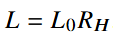 L = L₀R_H